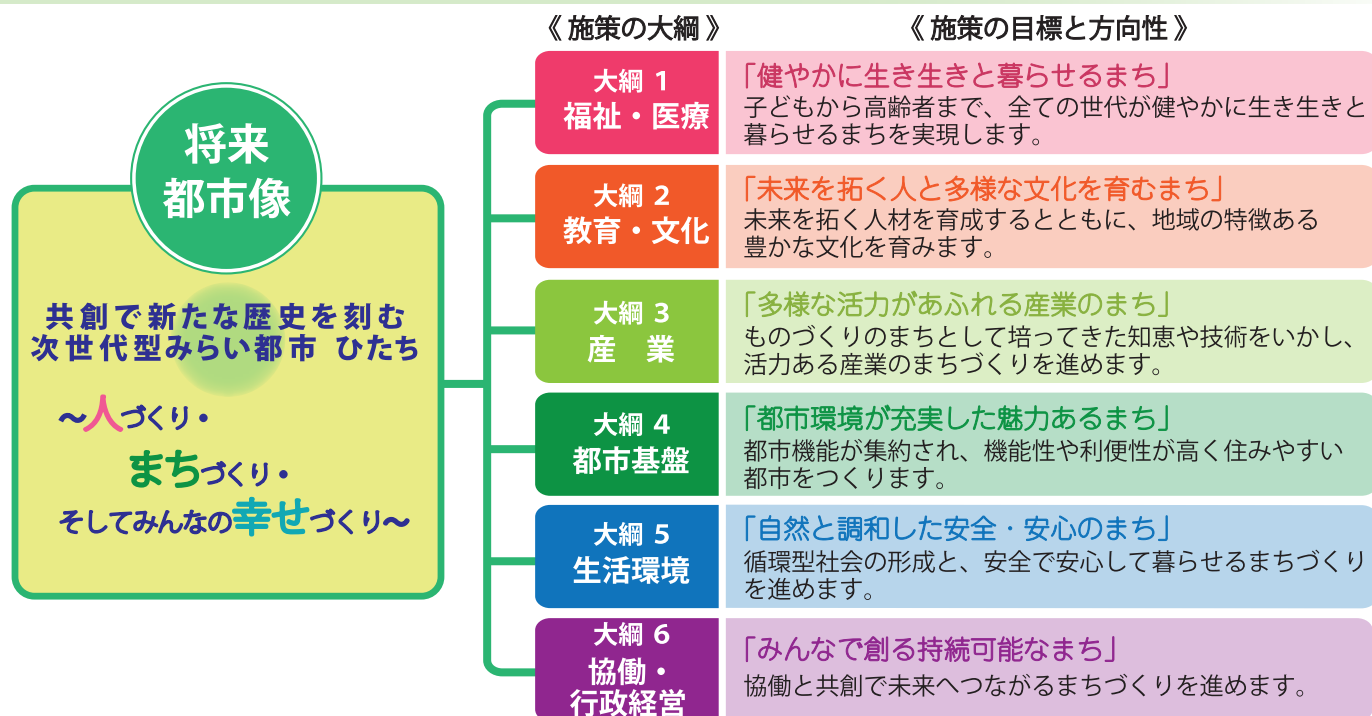 《 施策の大綱 》
《 施策の目標と方向性 》
将来
都市像
共創で新たな歴史を刻む
次世代型みらい都市 ひたち
～人づくり・
まちづくり・
そしてみんなの幸せづくり～
大綱 1
福祉・医療
「健やかに生き生きと暮らせるまち」
子どもから高齢者まで、全ての世代が健やかに生き生きと
暮らせるまちを実現します。
大綱 2
教育・文化
「未来を拓く人と多様な文化を育むまち」
未来を拓く人材を育成するとともに、地域の特徴ある
豊かな文化を育みます。
大綱 3
産　業
「多様な活力があふれる産業のまち」
ものづくりのまちとして培ってきた知恵や技術をいかし、
活力ある産業のまちづくりを進めます。
大綱 4
都市基盤
「都市環境が充実した魅力あるまち」
都市機能が集約され、機能性や利便性が高く住みやすい
都市をつくります。
大綱 5
生活環境
「自然と調和した安全・安心のまち」
循環型社会の形成と、安全で安心して暮らせるまちづくり
を進めます。
大綱 6
協働・
行政経営
「みんなで創る持続可能なまち」
協働と共創で未来へつながるまちづくりを進めます。